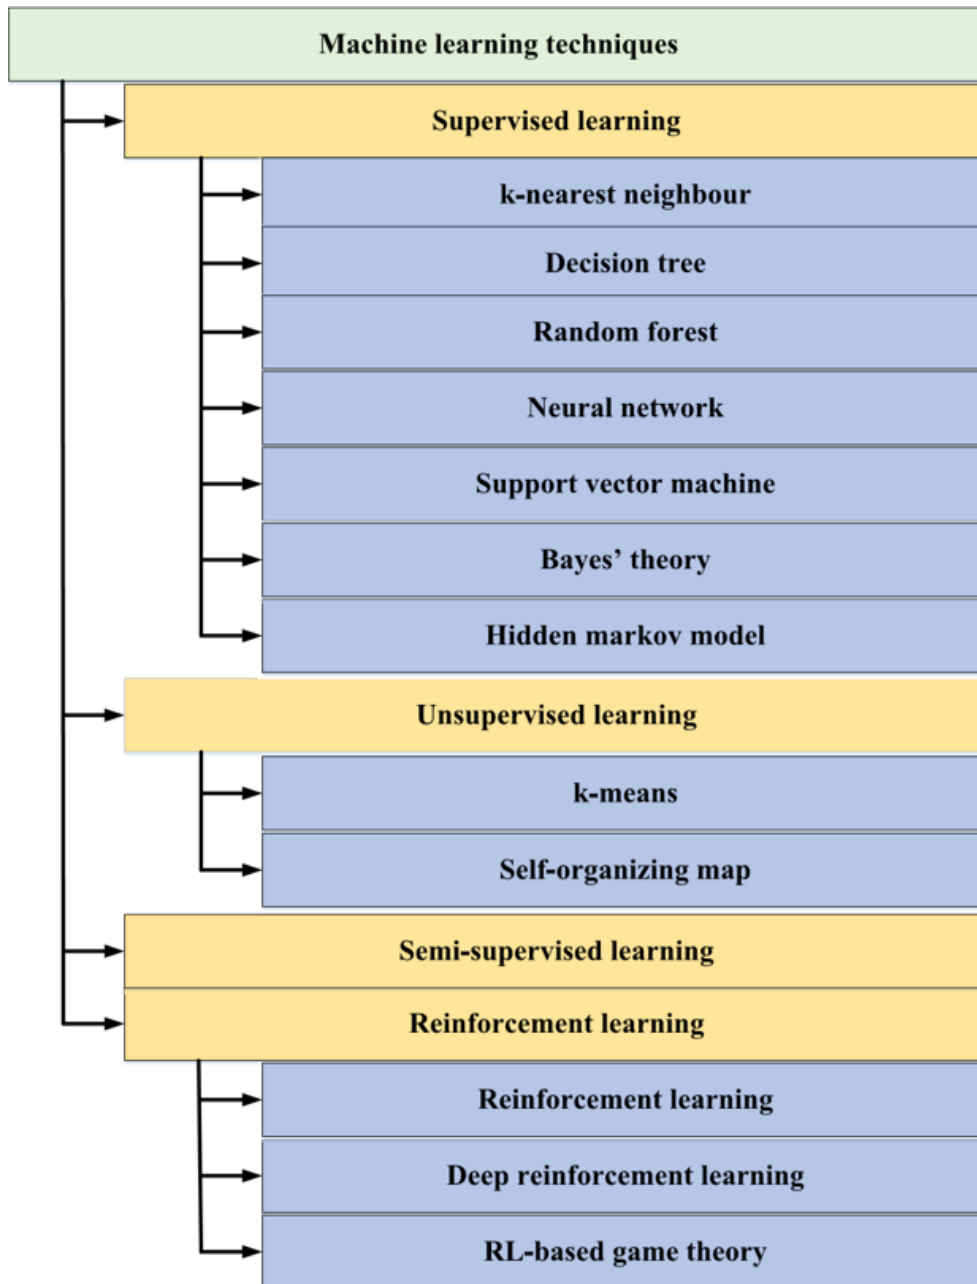 Machine learning techniques
Supervised learning
k-nearest neighbour
Decision tree
Random forest
Neural network
Support vector machine
Bayes’ theory
Hidden markov model
Unsupervised learning
k-means
Self-organizing map
Semi-supervised learning
Reinforcement learning
Reinforcement learning
Deep reinforcement learning
RL-based game theory